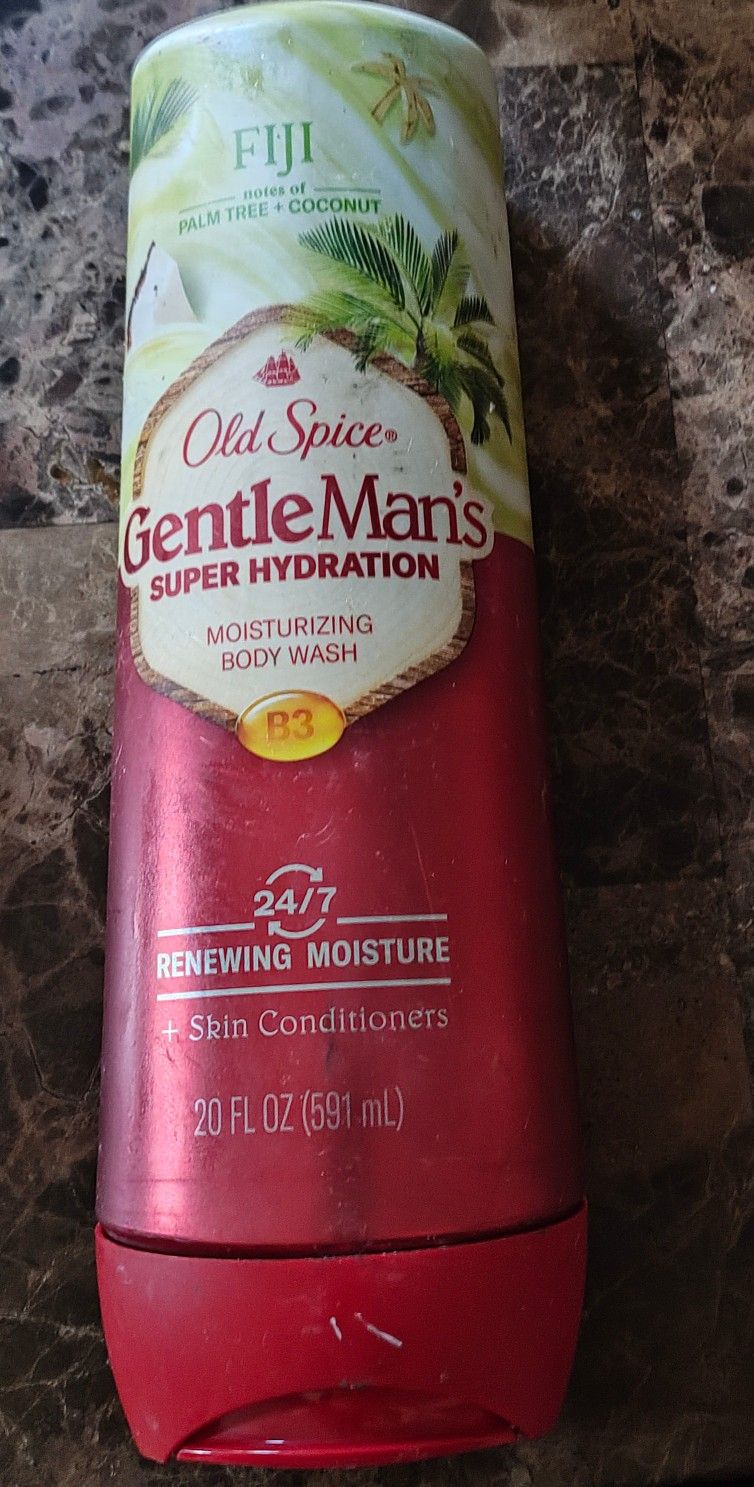 FIJI
notes of
PALM TREE + COCONUT
Old Spice®
GentleMan's
SUPER HYDRATION
MOISTURIZING
BODY WASH
B3
24/7
RENEWING MOISTURE
+ Skin Conditioners
20 FL OZ (591 mL)